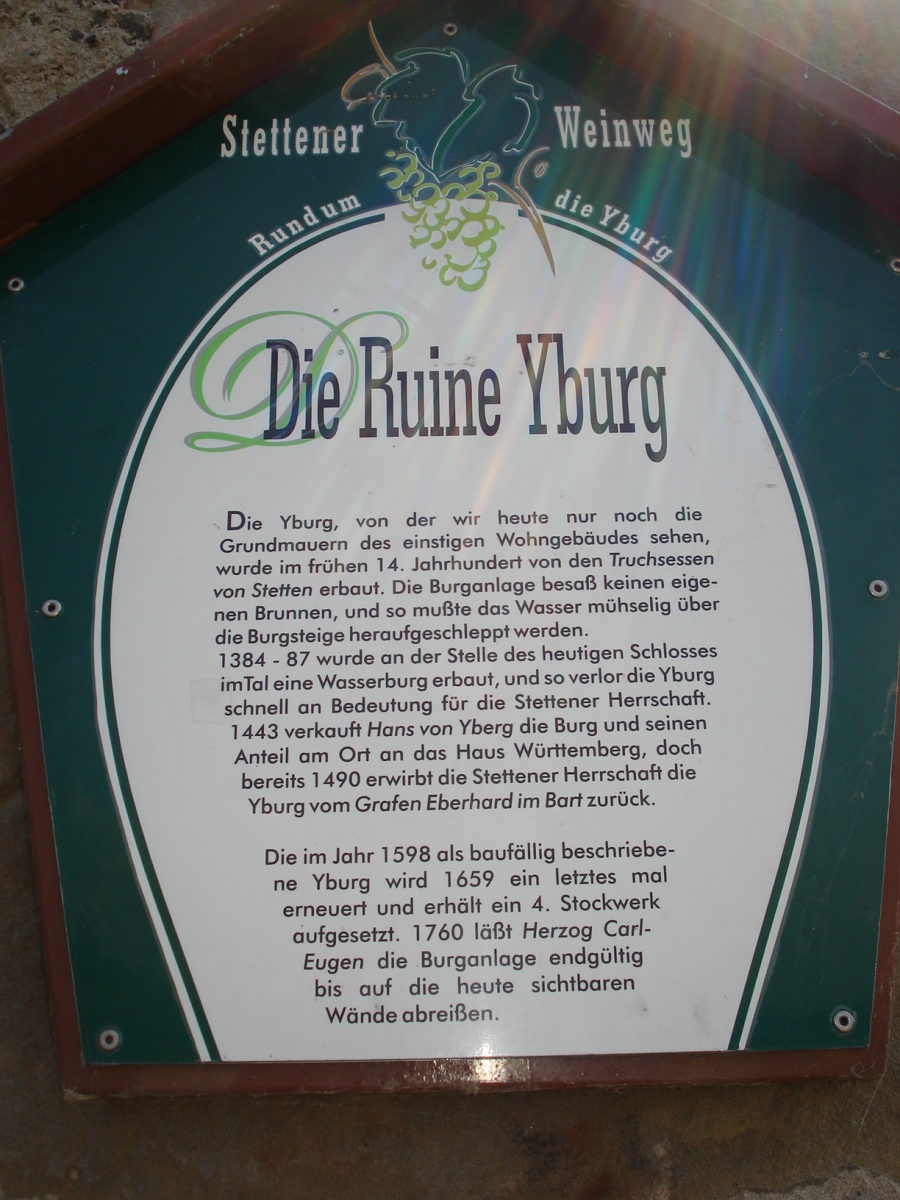 Stettener Weinweg
Rund um die Yburg
Die Ruine Yburg
Die Yburg, von der wir heute nur noch die
Grundmauern des einstigen Wohngebäudes sehen,
wurde im frühen 14. Jahrhundert von den Truchsessen
von Stetten erbaut. Die Burganlage besaß keinen eige-
nen Brunnen, und so mußte das Wasser mühselig über
die Burgsteige heraufgeschleppt werden.
1384 - 87 wurde an der Stelle des heutigen Schlosses
imTal eine Wasserburg erbaut, und so verlor die Yburg
schnell an Bedeutung für die Stettener Herrschaft.
1443 verkauft Hans von Yberg die Burg und seinen
Anteil am Ort an das Haus Württemberg, doch
bereits 1490 erwirbt die Stettener Herrschaft die
Yburg vom Grafen Eberhard im Bart zurück.
Die im Jahr 1598 als baufällig beschriebe-
ne Yburg wird 1659 ein letztes mal
erneuert und erhält ein 4. Stockwerk
aufgesetzt. 1760 läßt Herzog Carl-
Eugen die Burganlage endgültig
bis auf die heute sichtbaren
Wände abreißen.